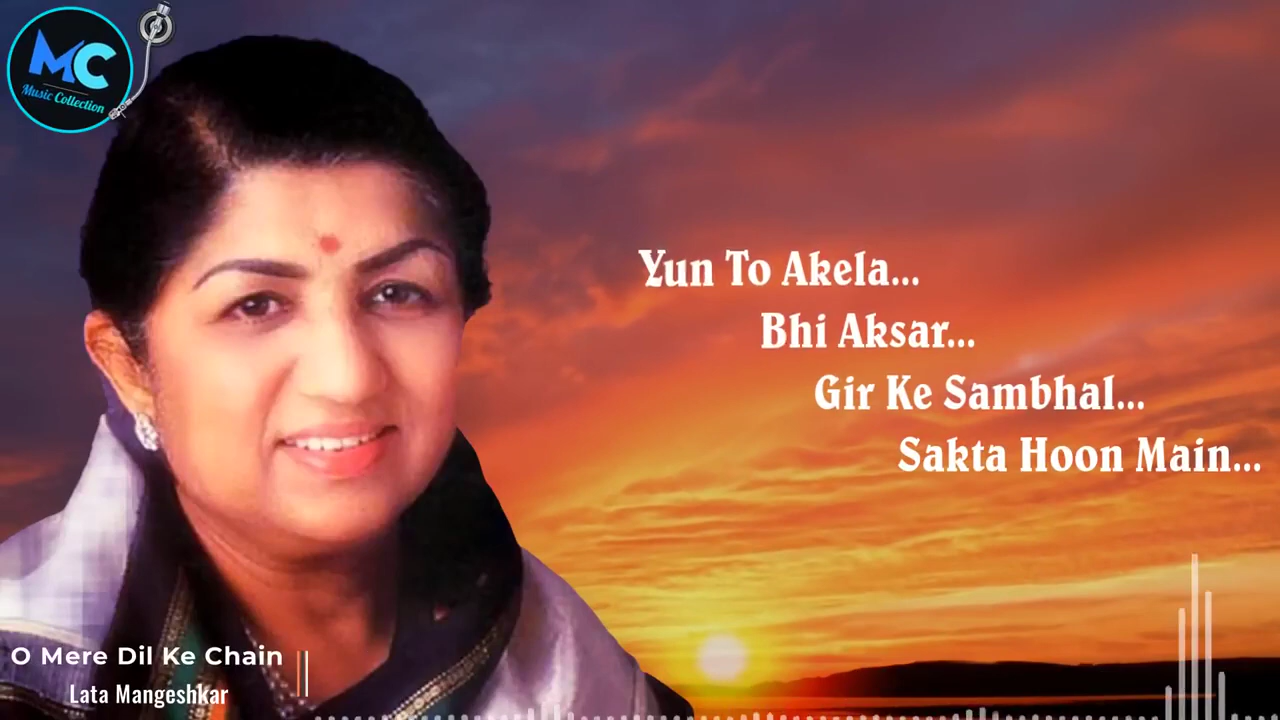 MC
Music Collection
Yun To Akela...
Bhi Aksar...
Gir Ke Sambhal...
Sakta Hoon Main...
O Mere Dil Ke Chain
Lata Mangeshkar